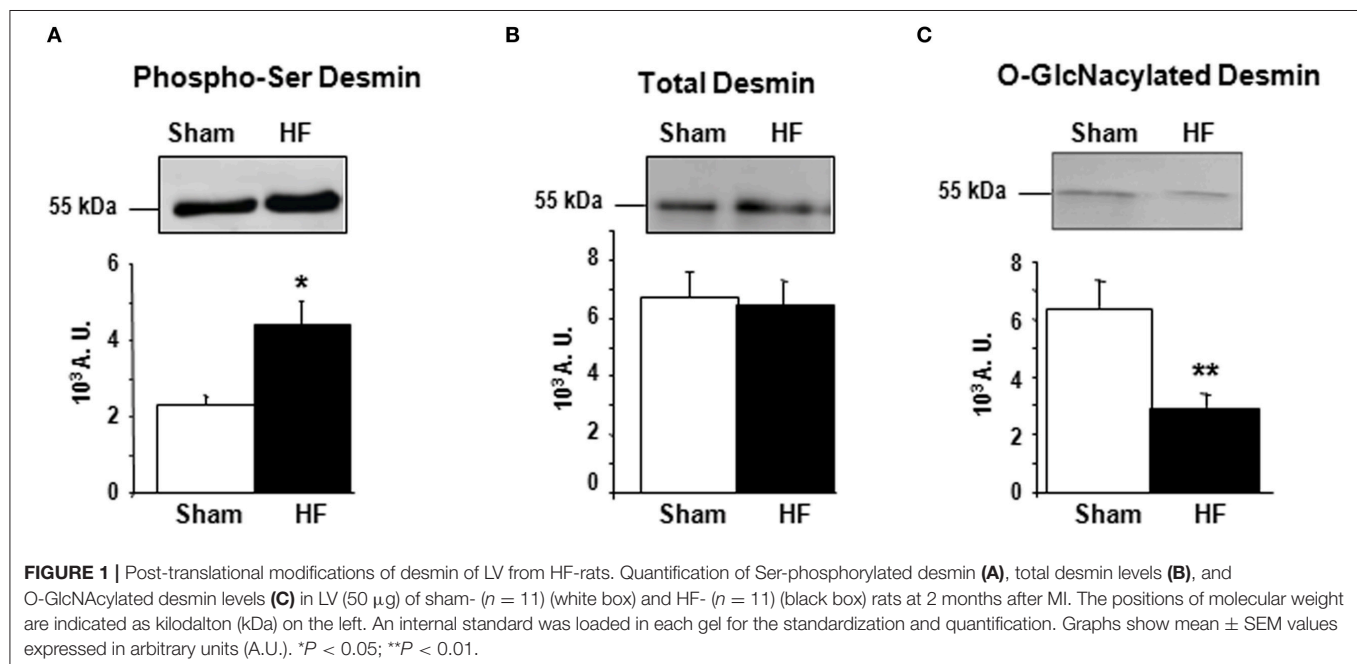 A
Phospho-Ser Desmin
Sham HF
55 kDa
6
4
2
0
10³ A. U.
*
Sham HF
B
Total Desmin
Sham HF
55 kDa
8
6
4
2
0
10³ A. U.
Sham HF
C
O-GlcNacylated Desmin
Sham HF
55 kDa
8
6
4
2
0
10³ A. U.
**
Sham HF
FIGURE 1 | Post-translational modifications of desmin of LV from HF-rats. Quantification of Ser-phosphorylated desmin (A), total desmin levels (B), and
O-GlcNAcylated desmin levels (C) in LV (50 μg) of sham- (n = 11) (white box) and HF- (n = 11) (black box) rats at 2 months after MI. The positions of molecular weight
are indicated as kilodalton (kDa) on the left. An internal standard was loaded in each gel for the standardization and quantification. Graphs show mean ± SEM values
expressed in arbitrary units (A.U.). *P < 0.05; **P < 0.01.